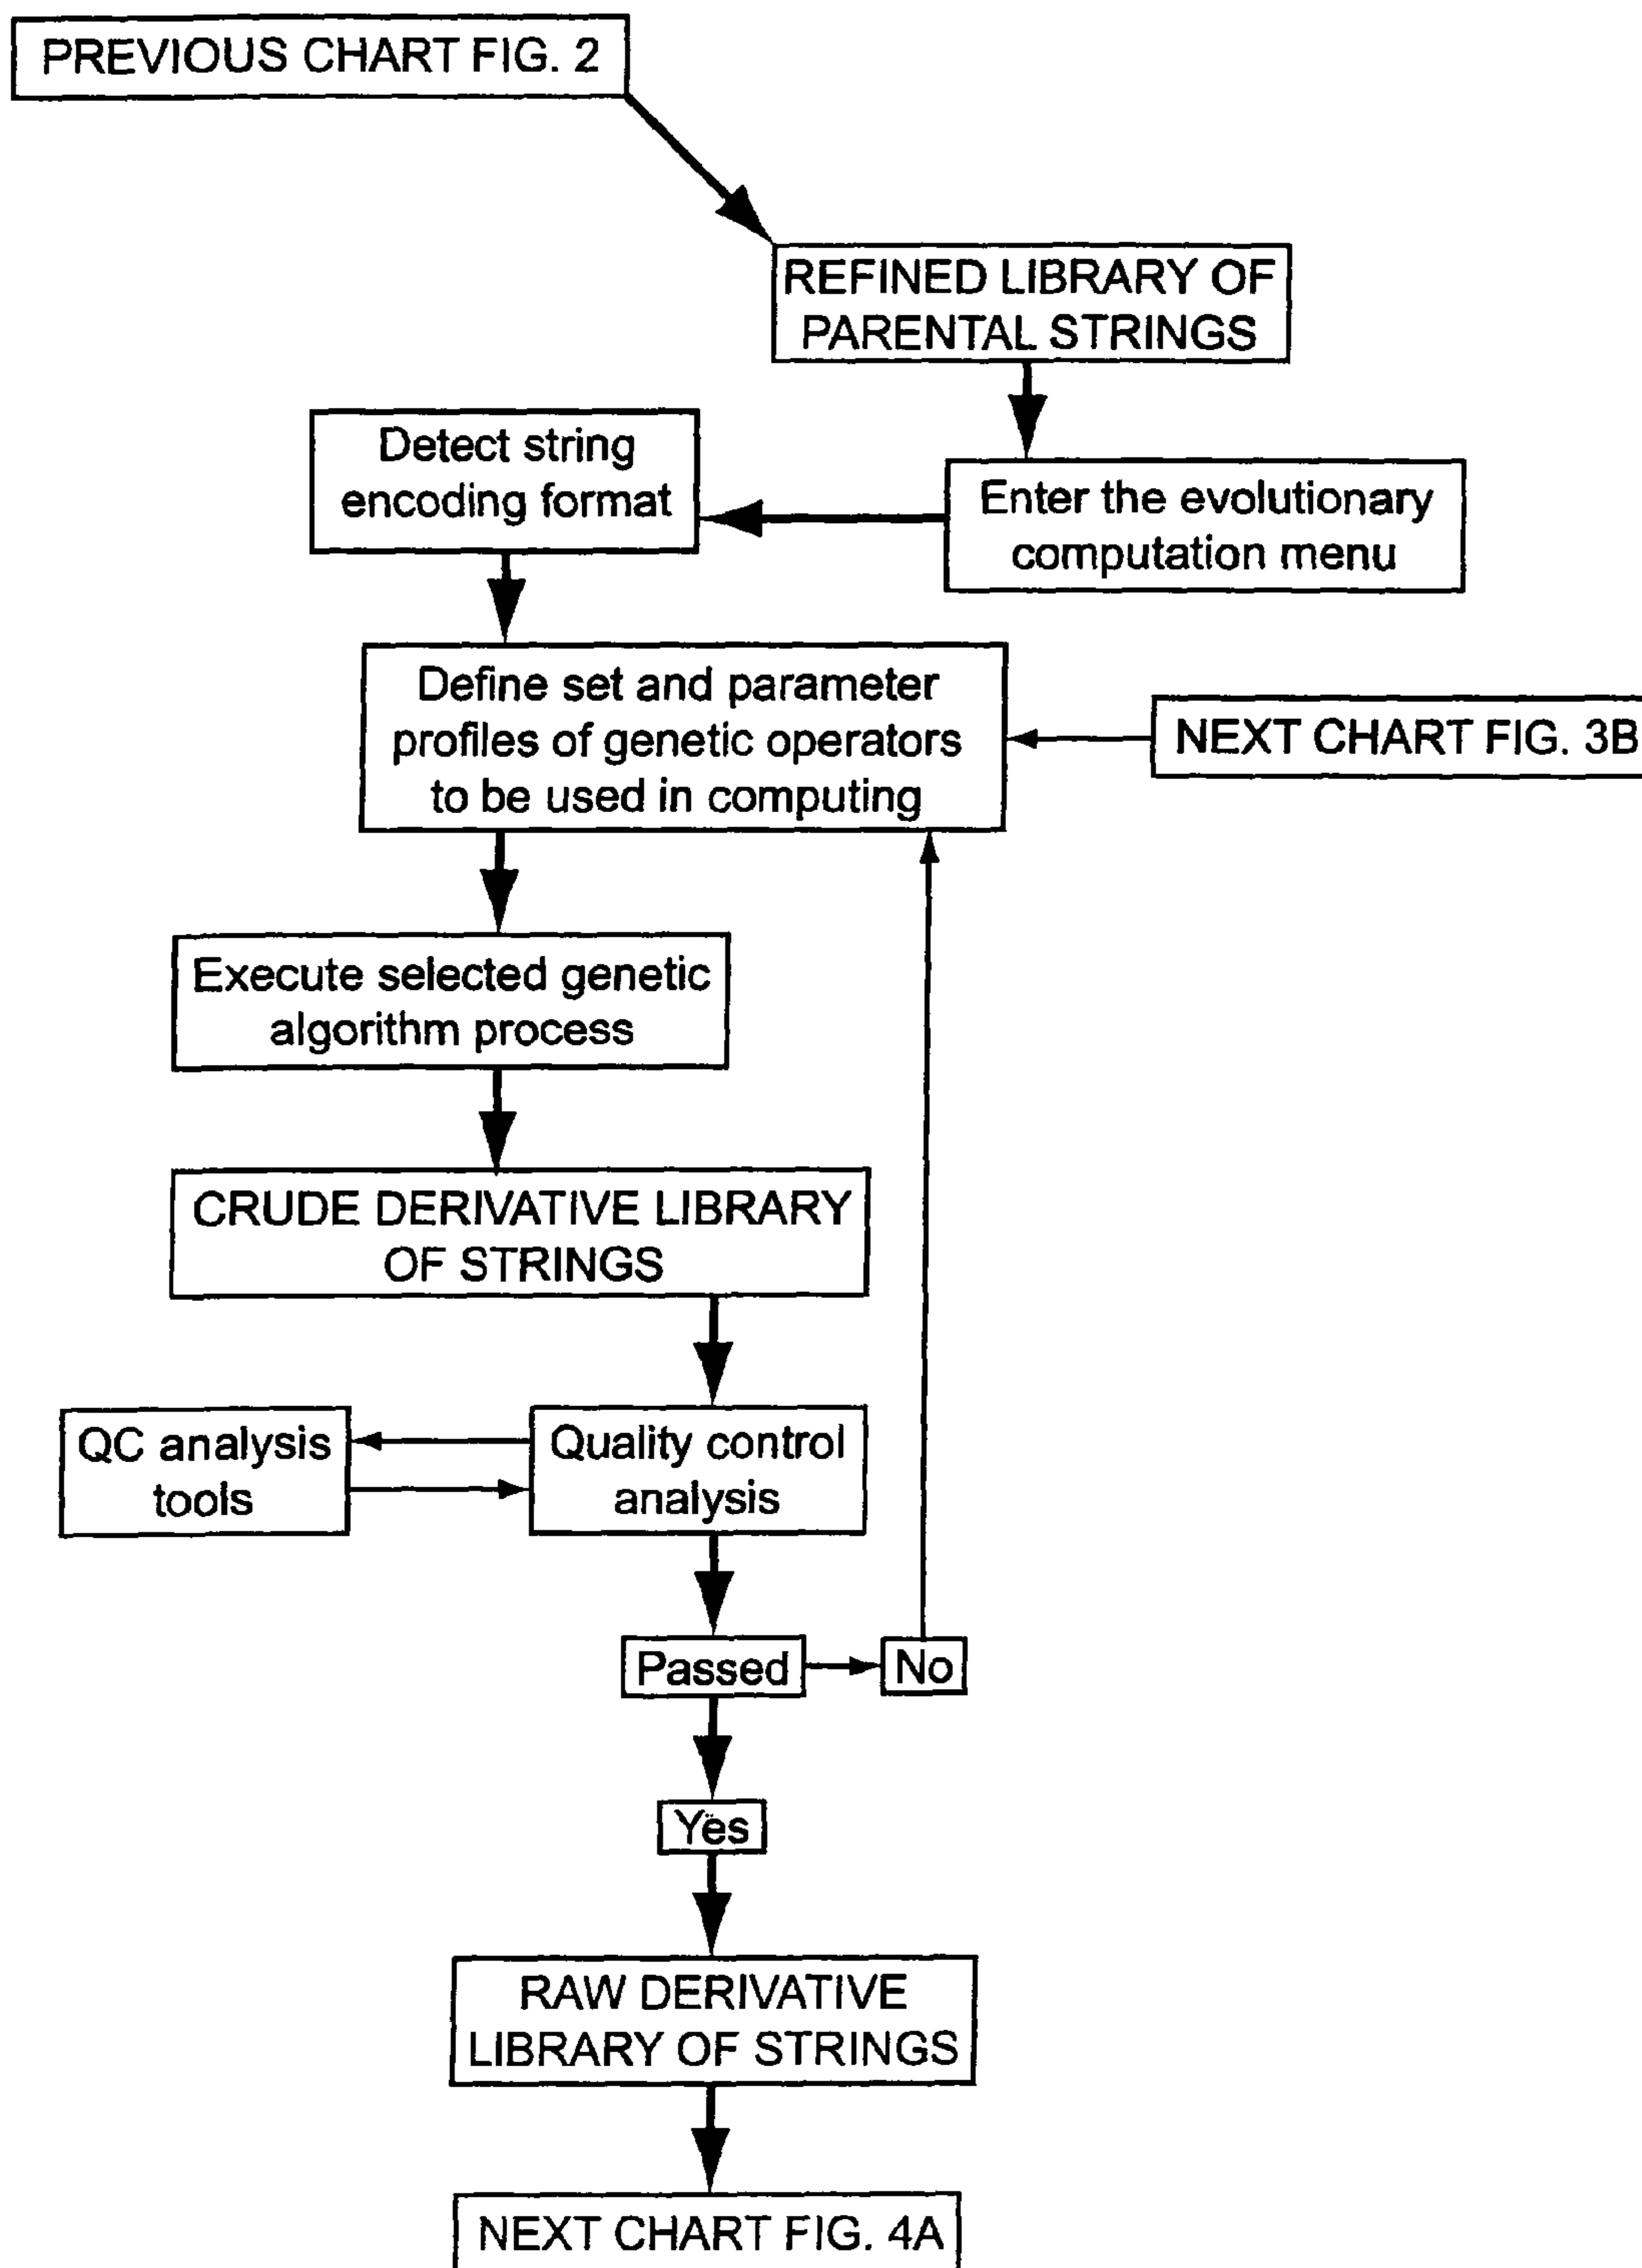 PREVIOUS CHART FIG. 2
REFINED LIBRARY OF
PARENTAL STRINGS
Detect string
encoding format
Enter the evolutionary
computation menu
Define set and parameter
profiles of genetic operators
to be used in computing
NEXT CHART FIG. 3B
Execute selected genetic
algorithm process
CRUDE DERIVATIVE LIBRARY
OF STRINGS
QC analysis
tools
Quality control
analysis
Passed
No
Yes
RAW DERIVATIVE
LIBRARY OF STRINGS
NEXT CHART FIG. 4A